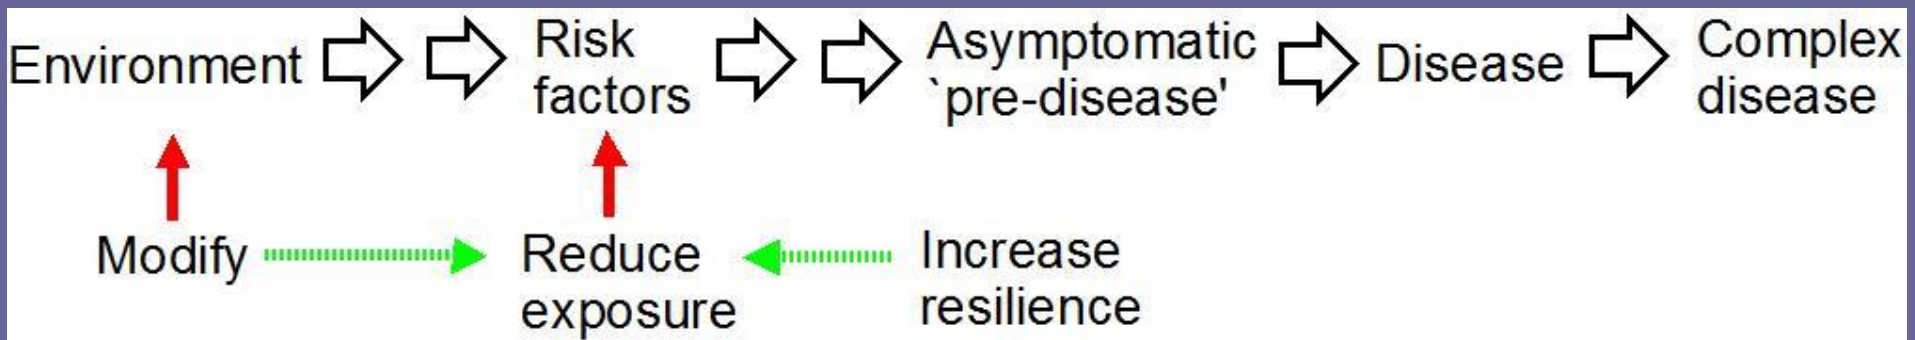 Environment
Risk
factors
Asymptomatic
`pre-disease'
Disease
Complex
disease
Modify
Reduce
exposure
Increase
resilience